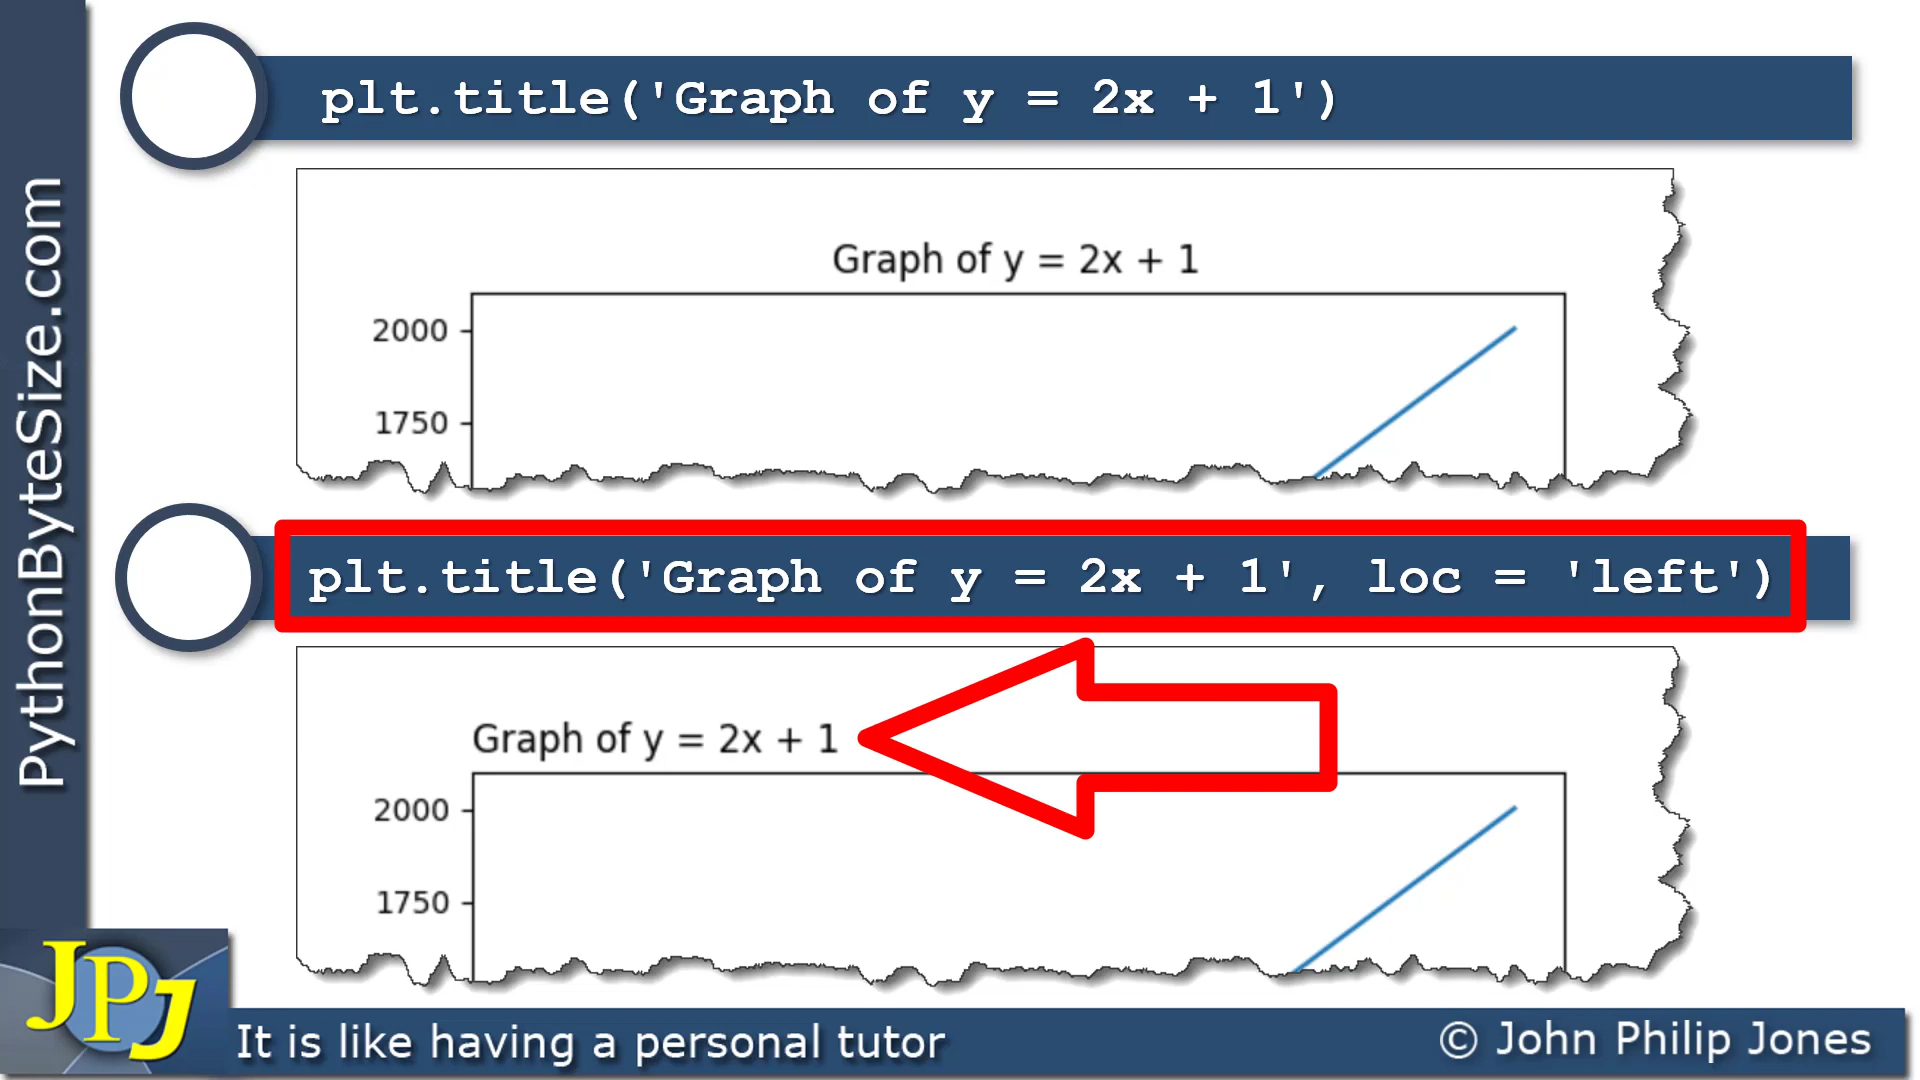 plt.title('Graph of y = 2x + 1')
Graph of y = 2x + 1
2000
1750
plt.title('Graph of y = 2x + 1', loc = 'left')
Graph of y = 2x + 1
2000
1750
PythonByteSize.com
JPJ
It is like having a personal tutor
© John Philip Jones